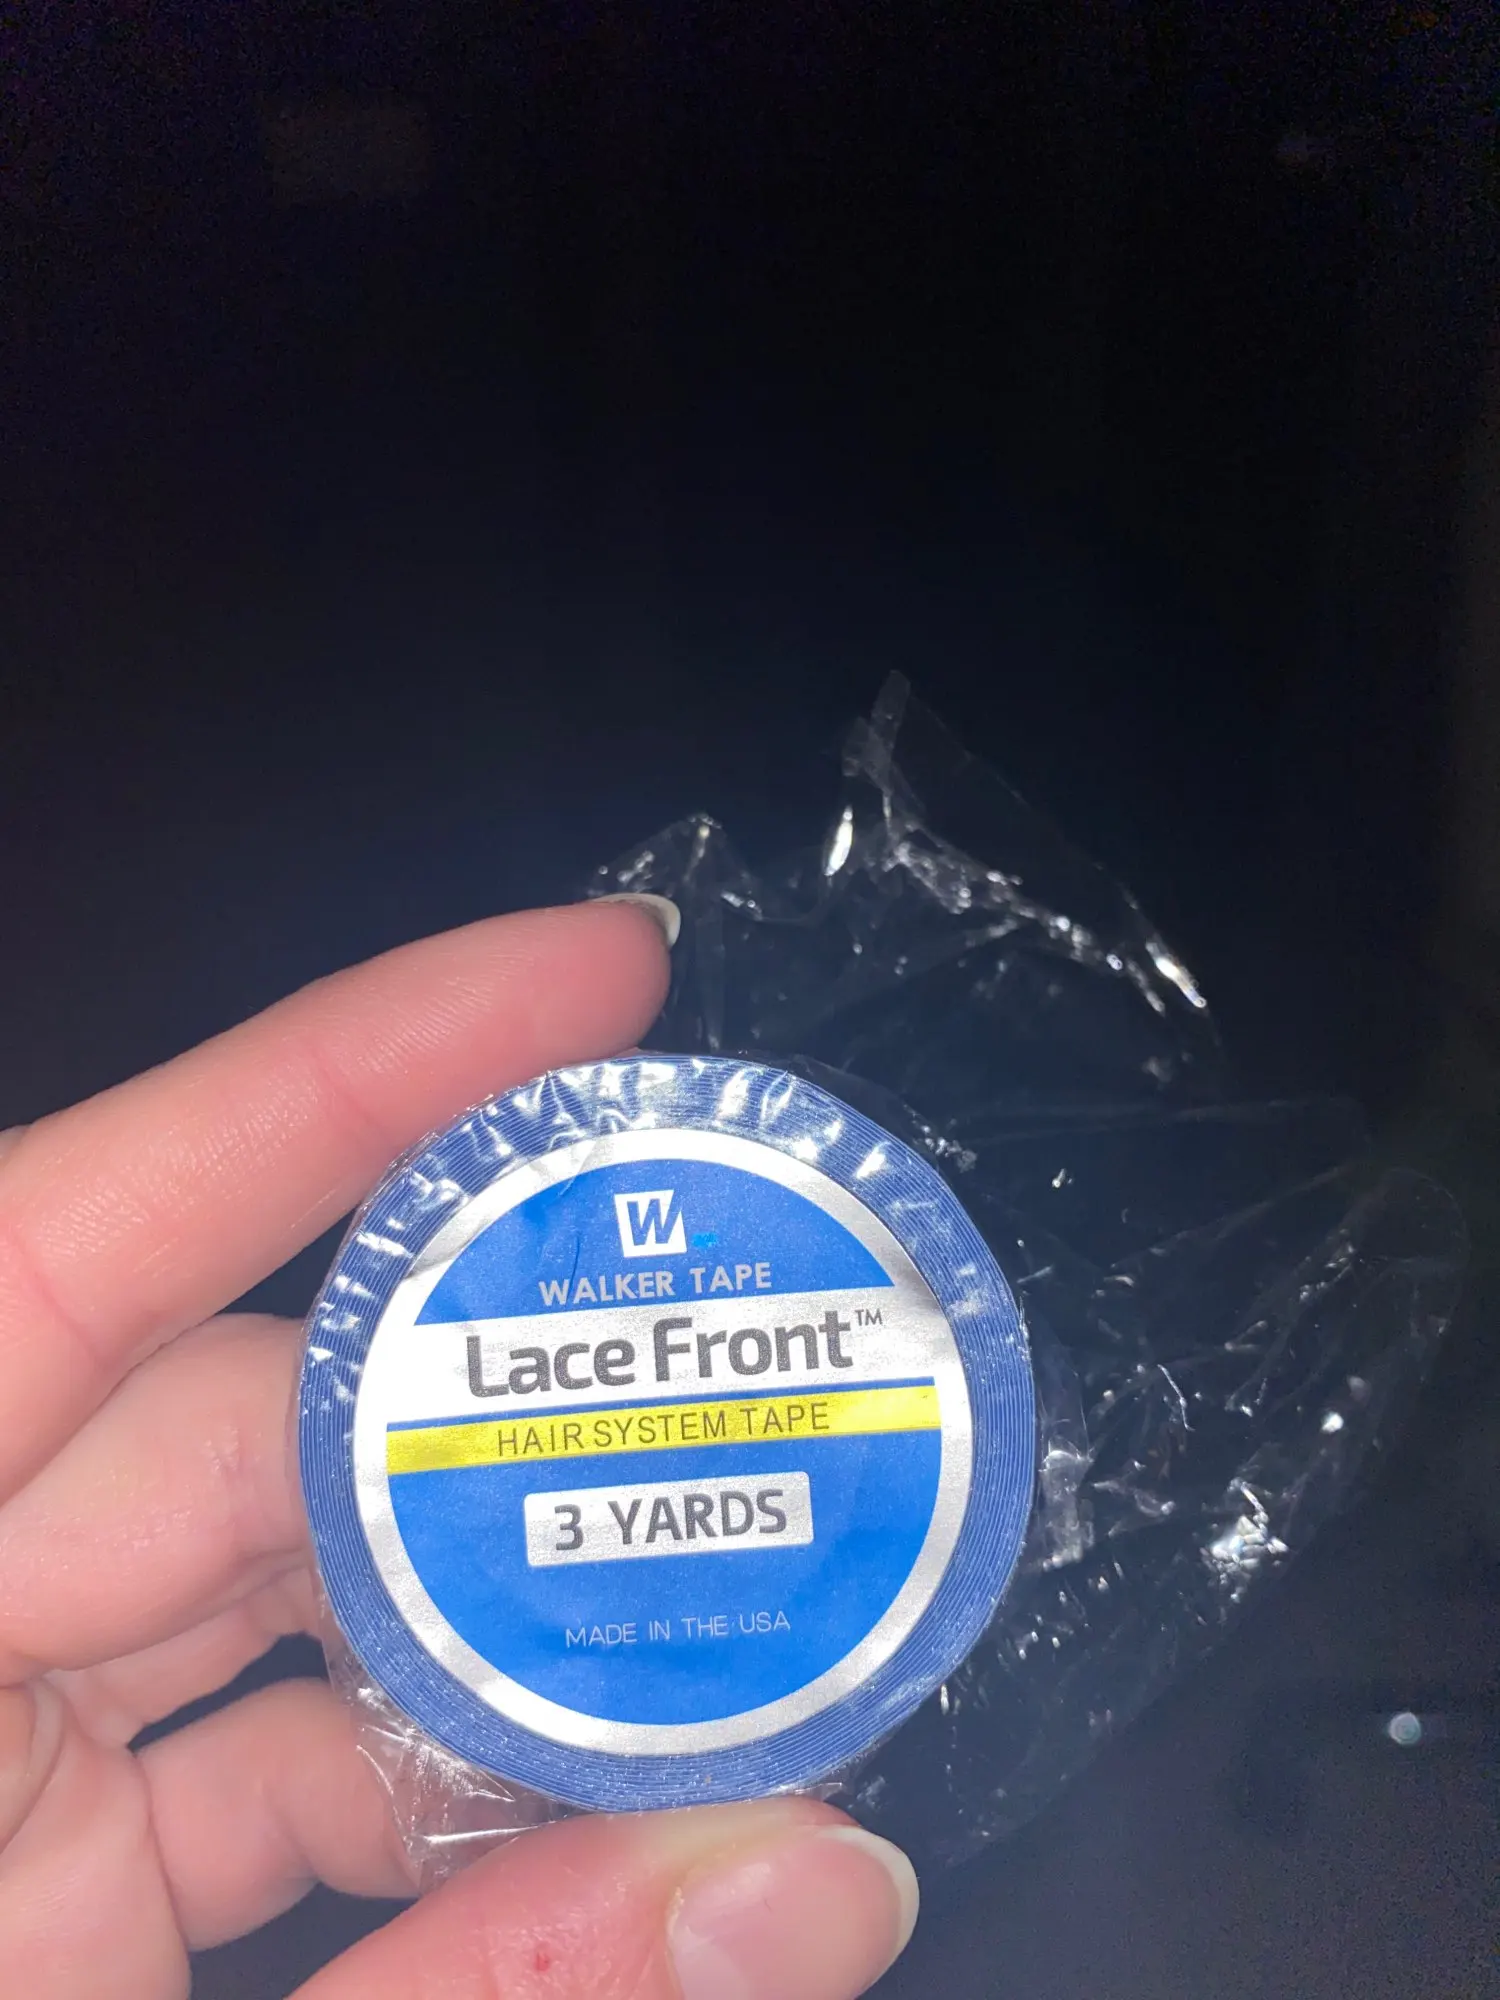 W
WALKER TAPE
Lace Front™
HAIR SYSTEM TAPE
3 YARDS
MADE IN THE USA